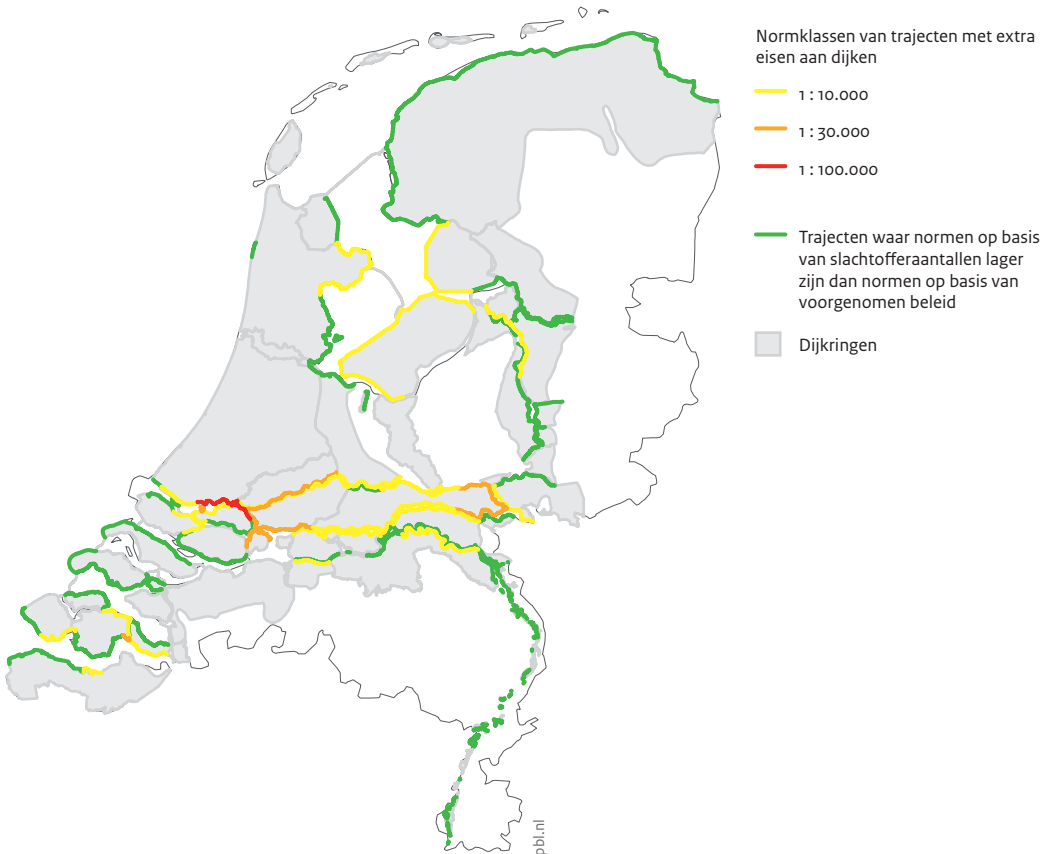 Normklassen van trajecten met extra
eisen aan dijken
1 : 10.000
1 : 30.000
1 : 100.000
Trajecten waar normen op basis
van slachtofferaantallen lager
zijn dan normen op basis van
voorgenomen beleid
Dijkringen
pbl.nl